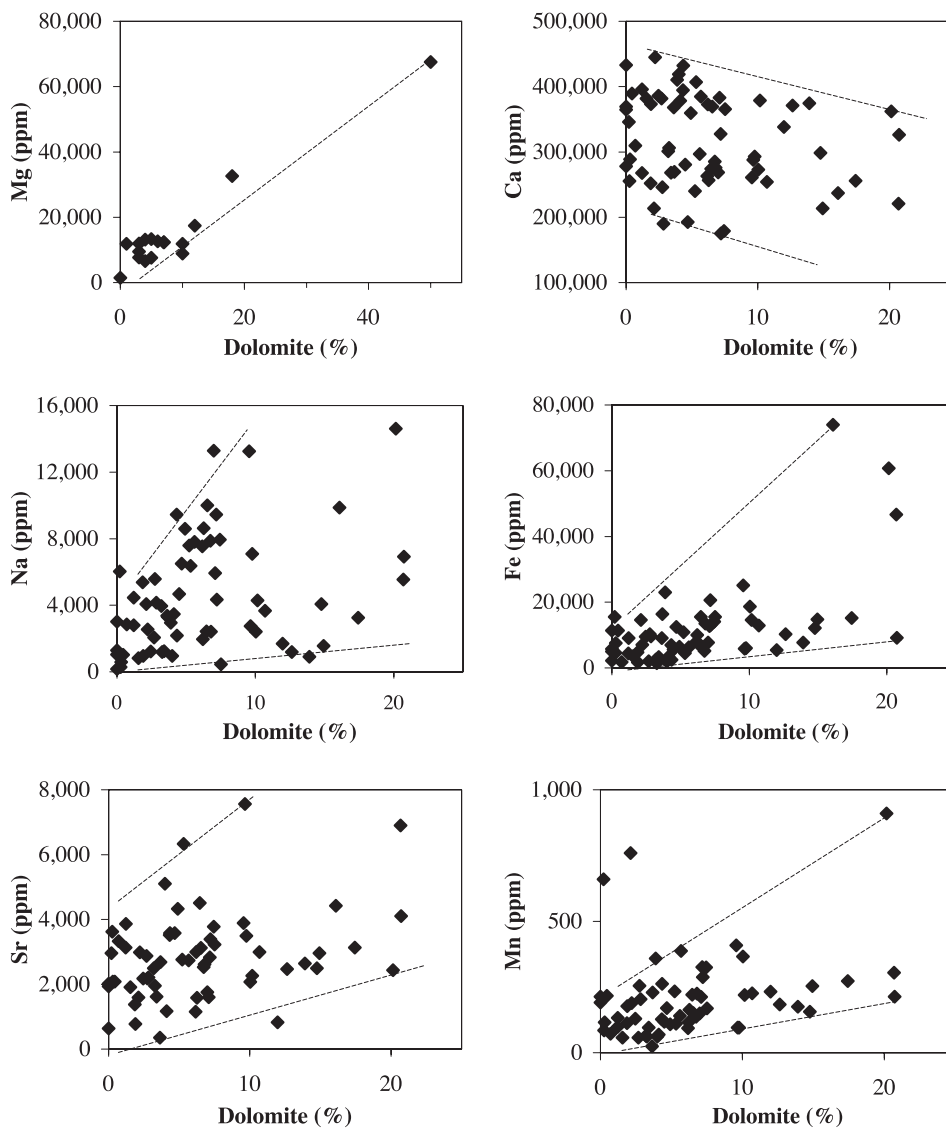 80,000
60,000
40,000
20,000
0
Mg (ppm)
0 20 40
Dolomite (%)
500,000
400,000
300,000
200,000
100,000
Ca (ppm)
0 10 20
Dolomite (%)
16,000
12,000
8,000
4,000
0
Na (ppm)
0 10 20
Dolomite (%)
80,000
60,000
40,000
20,000
0
Fe (ppm)
0 10 20
Dolomite (%)
8,000
6,000
4,000
2,000
0
Sr (ppm)
0 10 20
Dolomite (%)
1,000
500
0
Mn (ppm)
0 10 20
Dolomite (%)